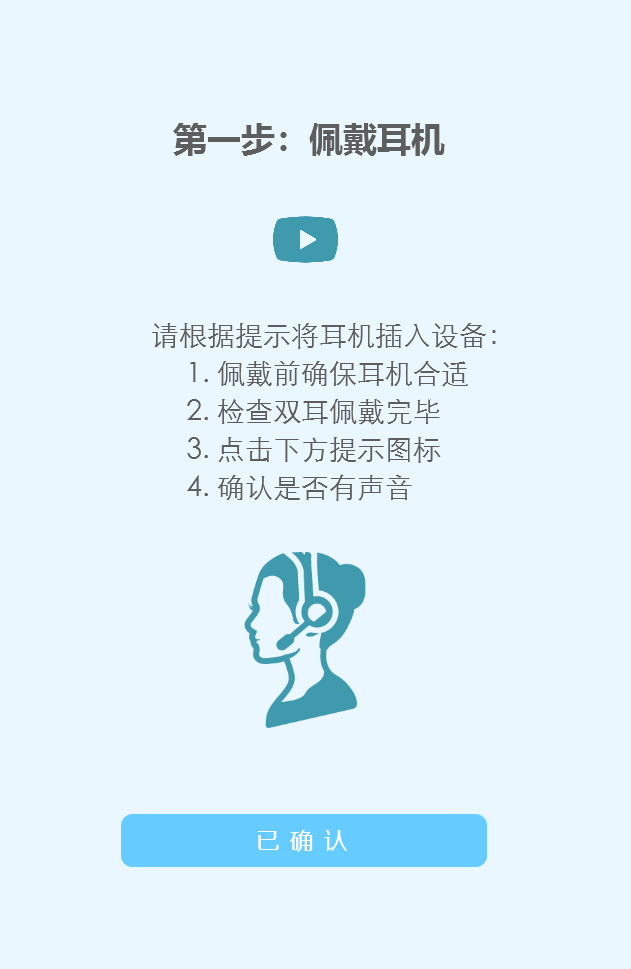 第一步：佩戴耳机
请根据提示将耳机插入设备：
1. 佩戴前确保耳机合适
2. 检查双耳佩戴完毕
3. 点击下方提示图标
4. 确认是否有声音
已确认